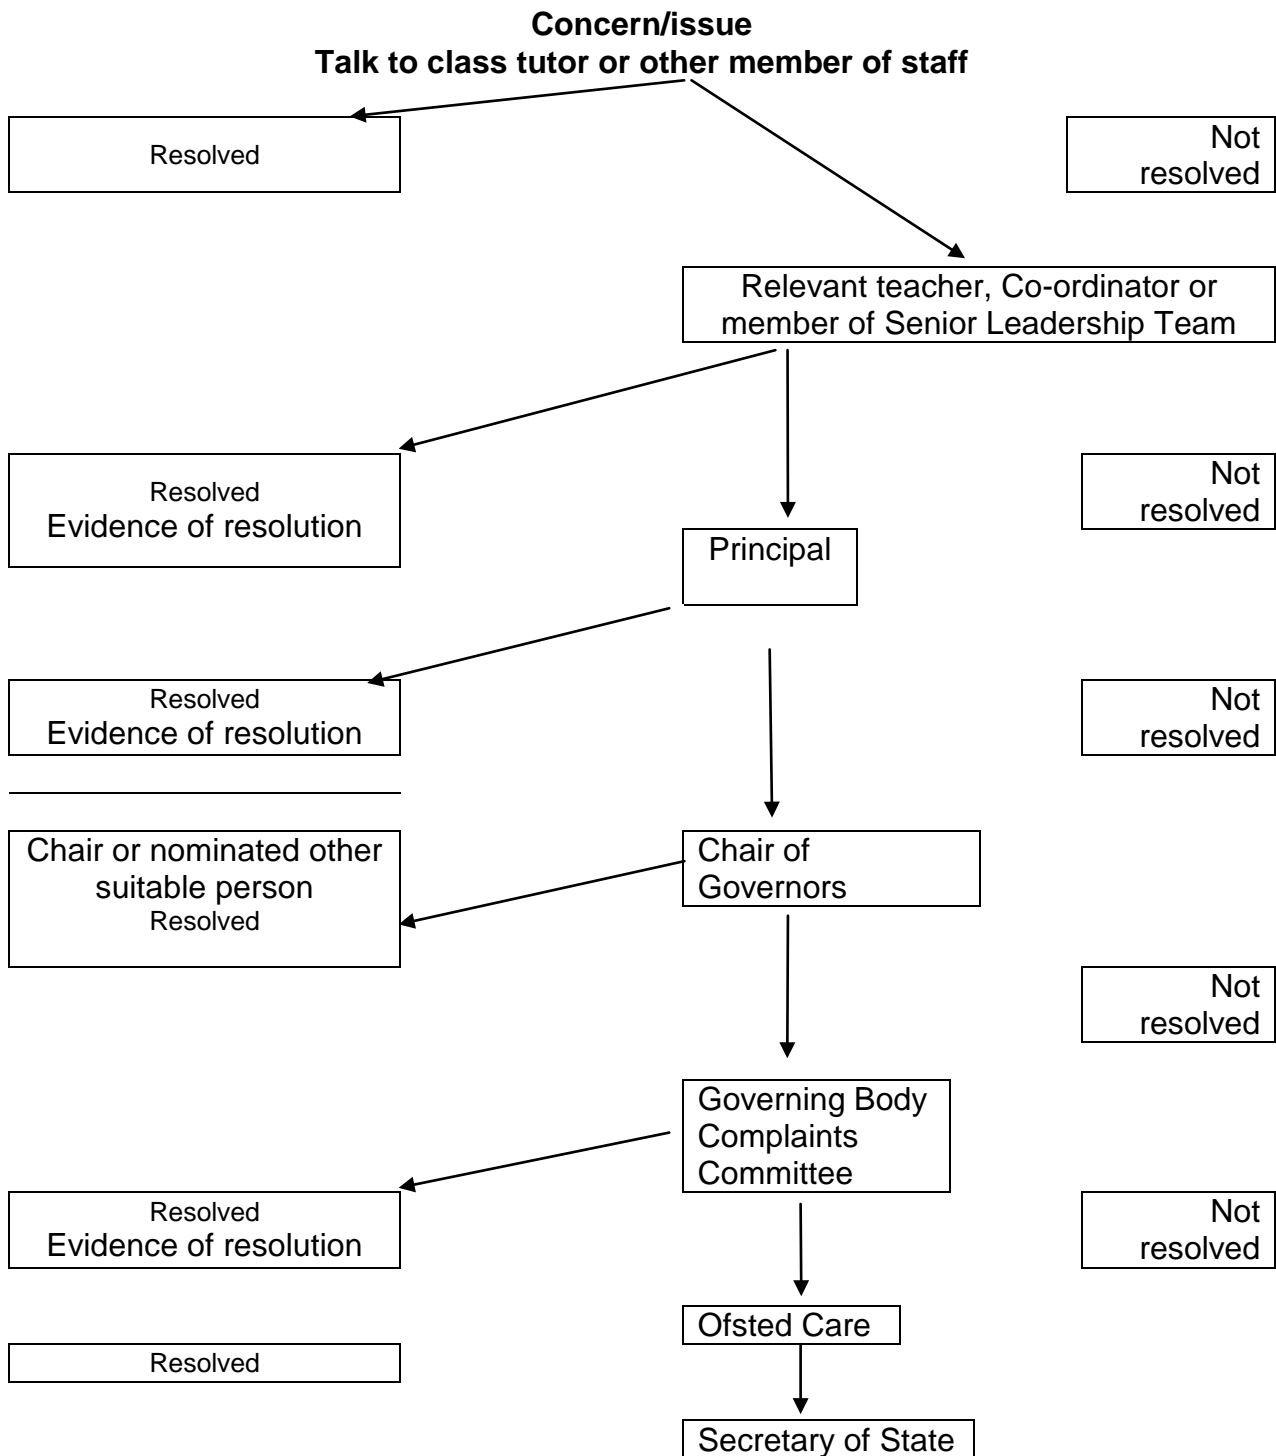 Concern/issue
Talk to class tutor or other member of staff
Resolved
Not
resolved
Relevant teacher, Co-ordinator or
member of Senior Leadership Team
Resolved
Evidence of resolution
Not
resolved
Principal
Resolved
Evidence of resolution
Not
resolved
Chair or nominated other
suitable person
Resolved
Chair of
Governors
Not
resolved
Governing Body
Complaints
Committee
Resolved
Evidence of resolution
Not
resolved
Ofsted Care
Resolved
Secretary of State